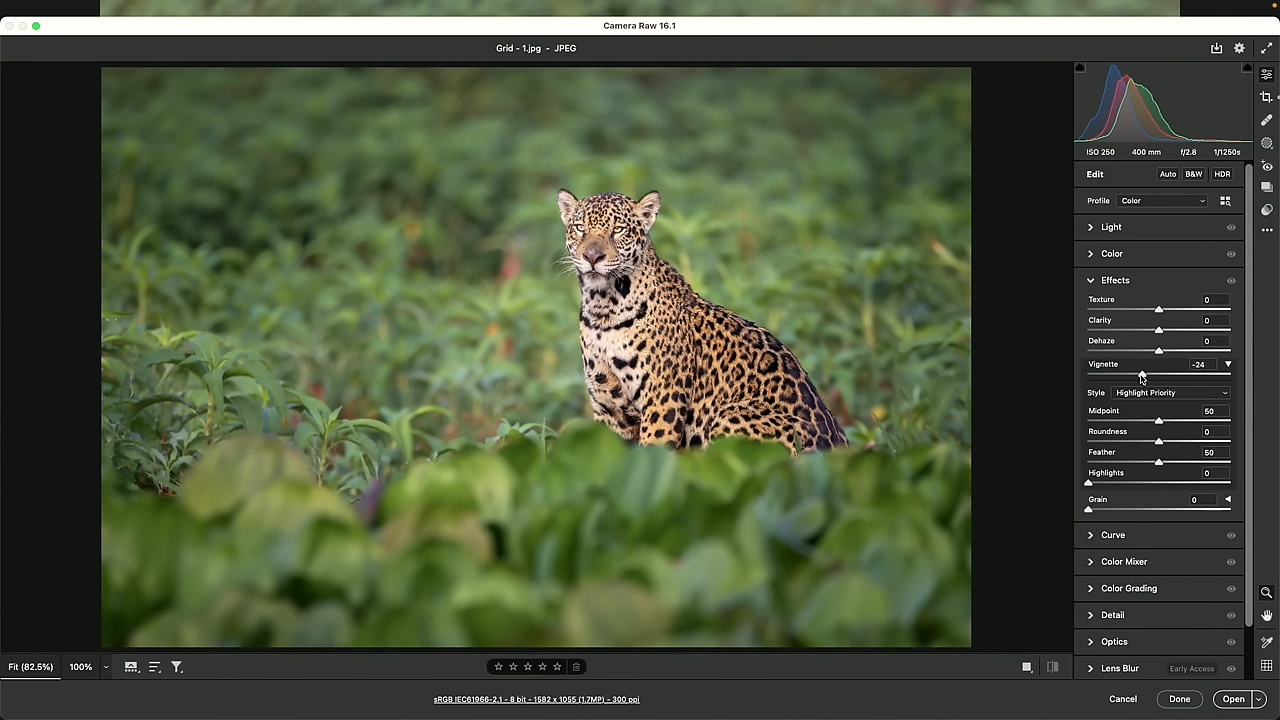 Camera Raw 16.1
Grid - 1.jpg - JPEG
ISO 250 400 mm f/2.8 1/1250s
Edit Auto B&W HDR
Profile Color
Light
Color
Effects
Texture 0
Clarity 0
Dehaze 0
Vignette -24
Style Highlight Priority
Midpoint 50
Roundness 0
Feather 50
Highlights 0
Grain 0
Curve
Color Mixer
Color Grading
Detail
Optics
Lens Blur Early Access
Fit (82.5%) 100%
sRGB IEC61966-2.1 - 8 bit - 1582 x 1055 (1.7MP) - 300 ppi
Cancel Done Open